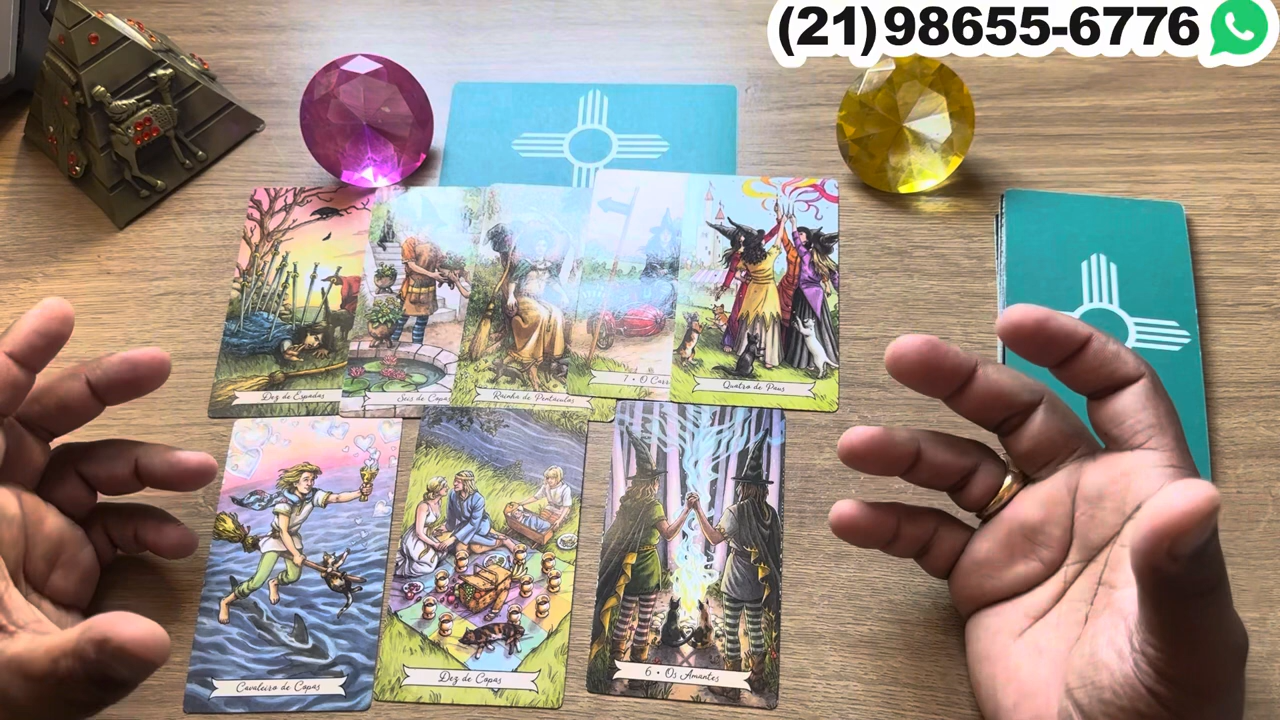 (21)98655-6776
Dez de Espadas
Seis de Copas
Rainha de Pentáculos
7 • O Carro
Quatro de Paus
Cavaleiro de Copas
Dez de Copas
6 • Os Amantes